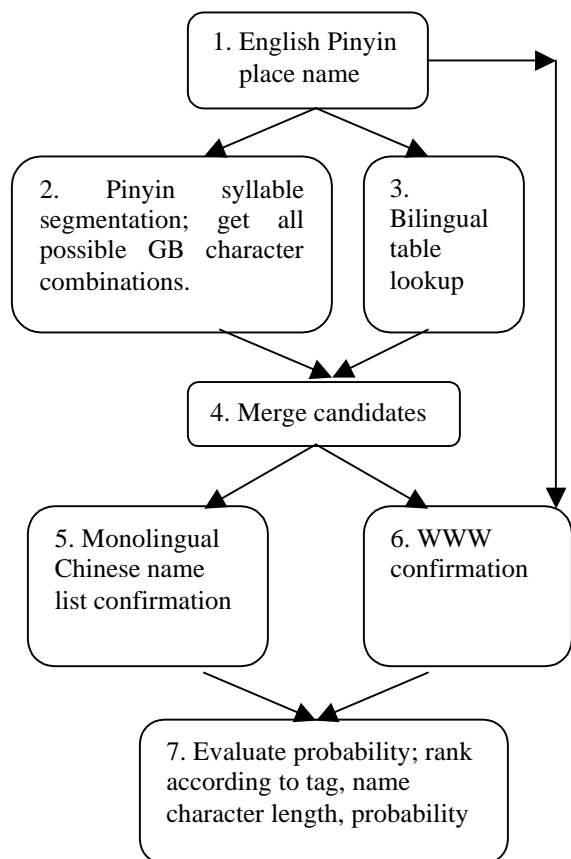 1. English Pinyin
place name
2. Pinyin syllable
segmentation; get all
possible GB character
combinations.
3.
Bilingual
table
lookup
4. Merge candidates
5. Monolingual
Chinese name
list confirmation
6. WWW
confirmation
7. Evaluate probability; rank
according to tag, name
character length, probability